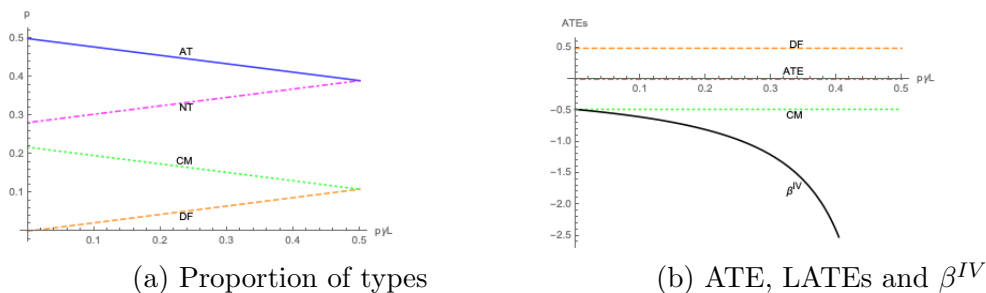 p
0.5
AT
0.4
NT
0.3
0.2
CM
0.1
DF
0.1
0.2
0.3
0.4
0.5
pγL
(a) Proportion of types
ATEs
0.5
DF
ATE
0.1
0.2
0.3
0.4
0.5
pγL
-0.5
CM
-1.0
-1.5
β^IV
-2.0
-2.5
(b) ATE, LATEs and β^IV